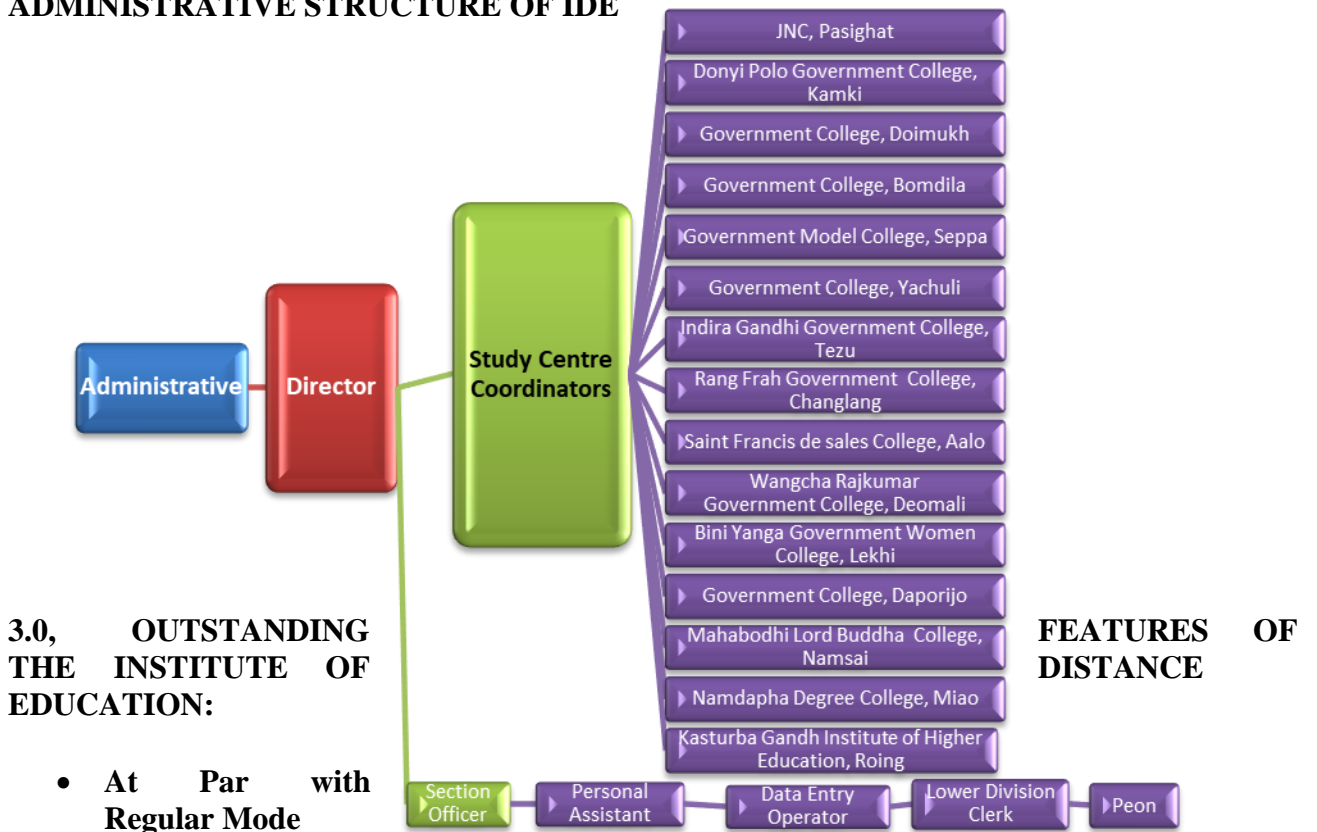 ADMINISTRATIVE STRUCTURE OF IDE
Administrative
Director
Study Centre
Coordinators
JNC, Pasighat
Donyi Polo Government College,
Kamki
Government College, Doimukh
Government College, Bomdila
Government Model College, Seppa
Government College, Yachuli
Indira Gandhi Government College,
Tezu
Rang Frah Government College,
Changlang
Saint Francis de sales College, Aalo
Wangcha Rajkumar
Government College, Deomali
Bini Yanga Government Women
College, Lekhi
Government College, Daporijo
Mahabodhi Lord Buddha College,
Namsai
Namdapha Degree College, Miao
Kasturba Gandh Institute of Higher
Education, Roing
Section
Officer
Personal
Assistant
Data Entry
Operator
Lower Division
Clerk
Peon
3.0, OUTSTANDING FEATURES OF
THE INSTITUTE OF DISTANCE
EDUCATION:
• At Par with
Regular Mode